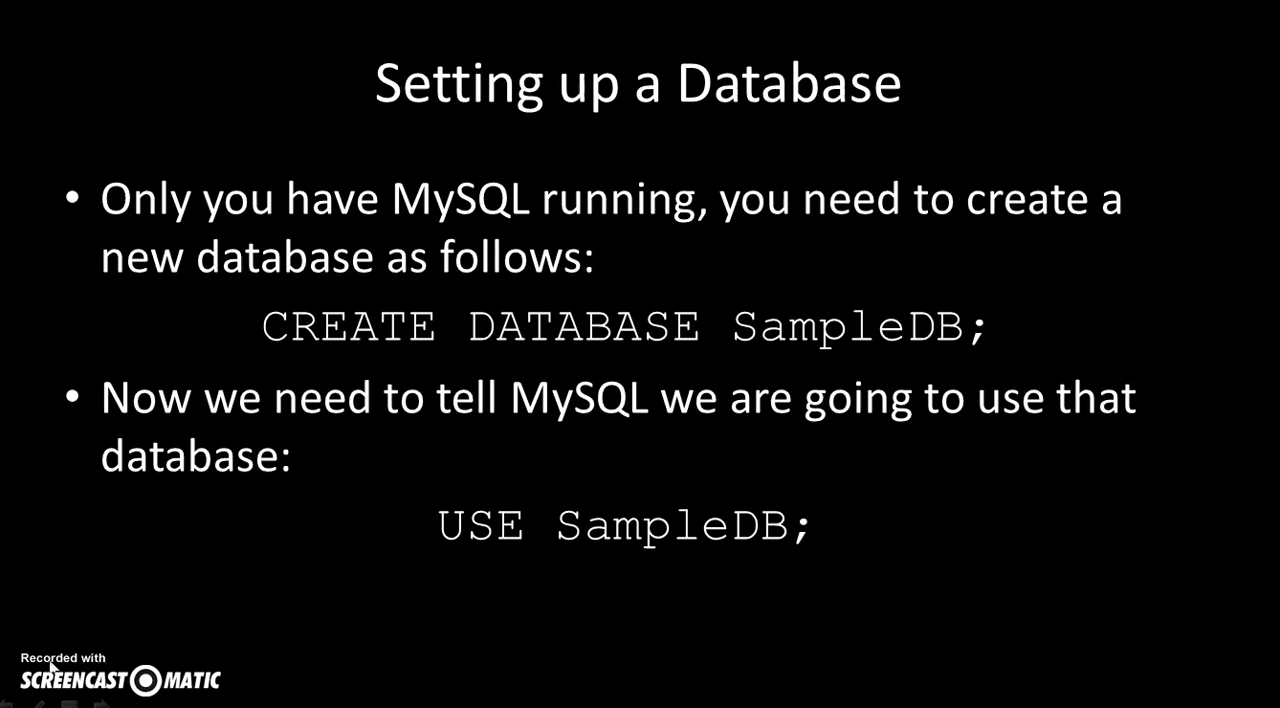 Setting up a Database
• Only you have MySQL running, you need to create a
new database as follows:
CREATE DATABASE SampleDB;
• Now we need to tell MySQL we are going to use that
database:
USE SampleDB;
Recorded with
SCREENCAST MATIC